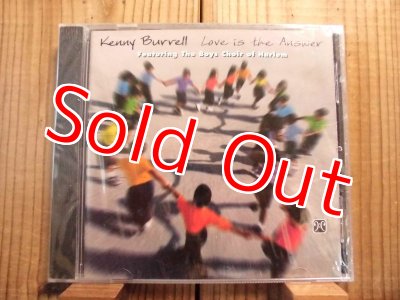 Kenny Burrell Love is the Answer
Featuring The Boys Choir of Harlem
Sold Out